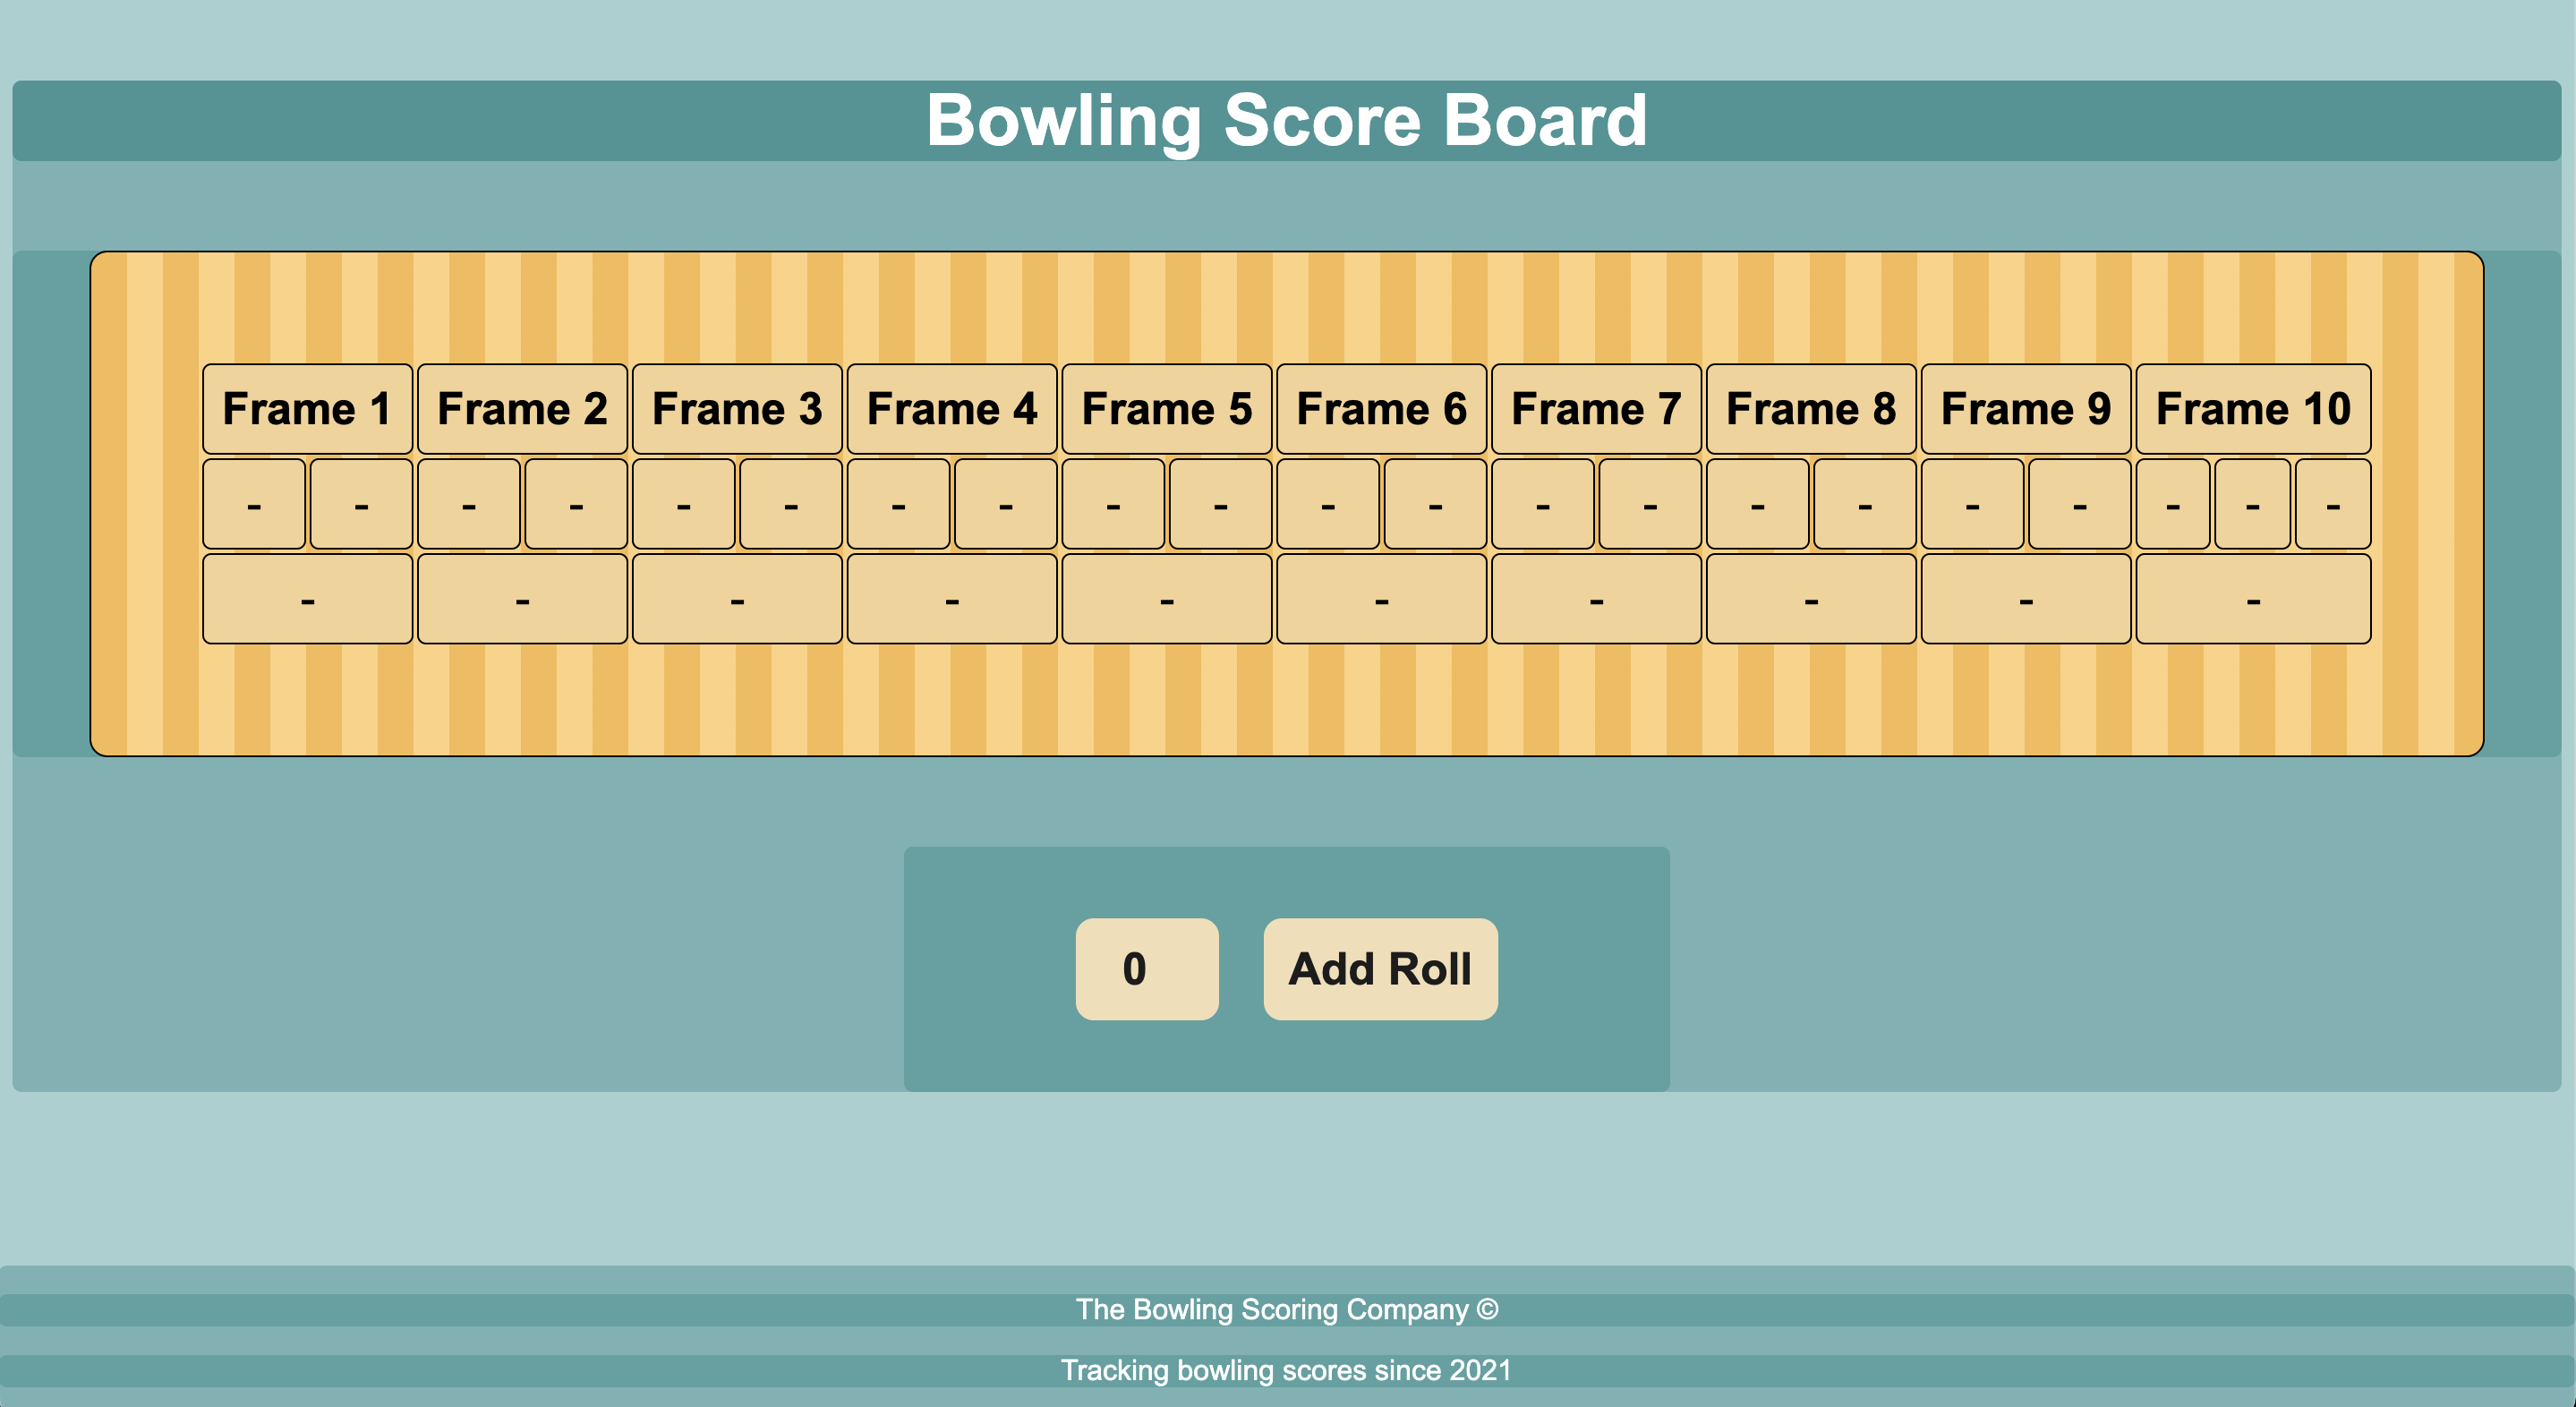 Bowling Score Board
Frame 1 Frame 2 Frame 3 Frame 4 Frame 5 Frame 6 Frame 7 Frame 8 Frame 9 Frame 10
- - - - - - - - - - - - - - - - - - - - -
- - - - - - - - - -
0 Add Roll
The Bowling Scoring Company ©
Tracking bowling scores since 2021